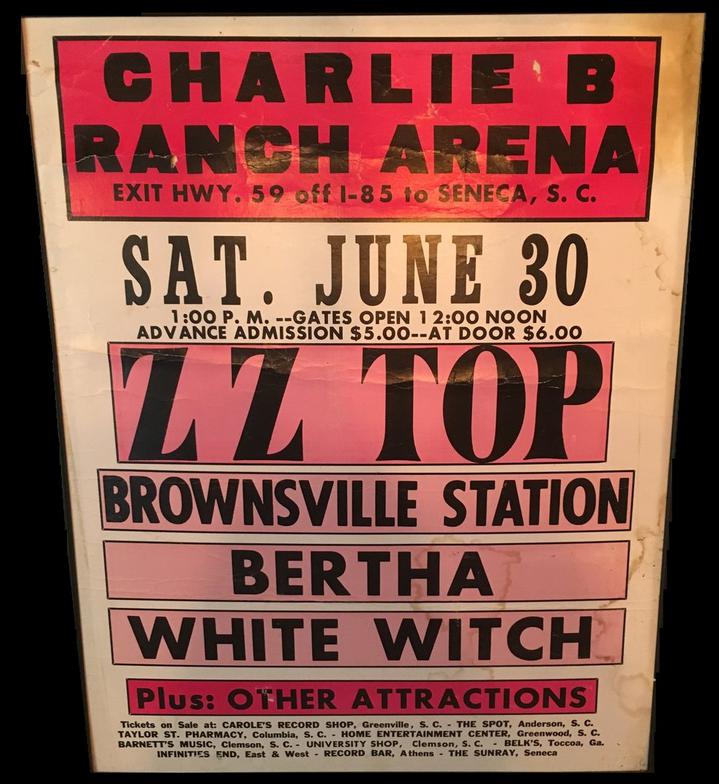 CHARLIE B
RANCH ARENA
EXIT HWY. 59 off I-85 to SENECA, S. C.
SAT. JUNE 30
1:00 P. M. --GATES OPEN 12:00 NOON
ADVANCE ADMISSION $5.00--AT DOOR $6.00
ZZ TOP
BROWNSVILLE STATION
BERTHA
WHITE WITCH
Plus: OTHER ATTRACTIONS
Tickets on Sale at: CAROLE'S RECORD SHOP, Greenville, S. C. - THE SPOT, Anderson, S. C.
TAYLOR ST. PHARMACY, Columbia, S. C. - HOME ENTERTAINMENT CENTER, Greenwood, S. C.
BARNETT'S MUSIC, Clemson, S. C. - UNIVERSITY SHOP, Clemson, S. C. - BELK'S, Toccoa, Ga.
INFINITIES END, East & West - RECORD BAR, Athens - THE SUNRAY, Seneca